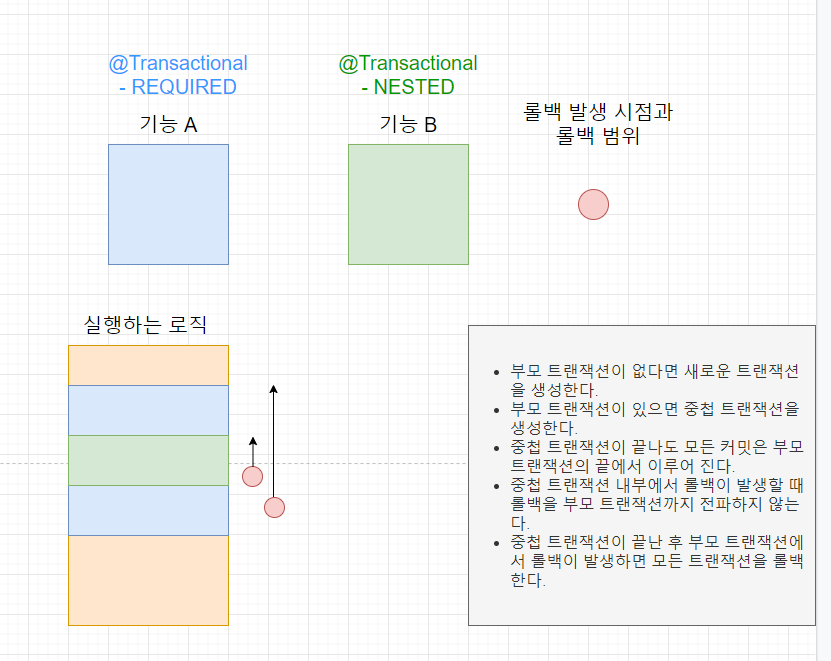 @Transactional
- REQUIRED
기능 A
@Transactional
- NESTED
기능 B
롤백 발생 시점과
롤백 범위
실행하는 로직
• 부모 트랜잭션이 없다면 새로운 트랜잭션
을 생성한다.
• 부모 트랜잭션이 있으면 중첩 트랜잭션을
생성한다.
• 중첩 트랜잭션이 끝나도 모든 커밋은 부모
트랜잭션의 끝에서 이루어 진다.
• 중첩 트랜잭션 내부에서 롤백이 발생할 때
롤백을 부모 트랜잭션까지 전파하지 않는
다.
• 중첩 트랜잭션이 끝난 후 부모 트랜잭션에
서 롤백이 발생하면 모든 트랜잭션을 롤백
한다.